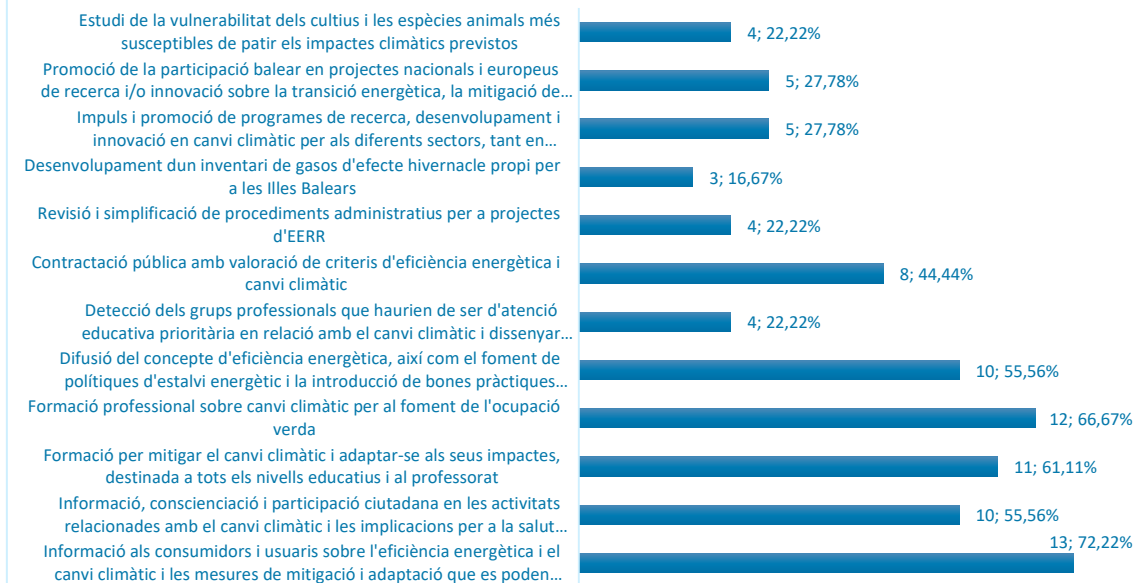 Estudi de la vulnerabilitat dels cultius i les espècies animals més
susceptibles de patir els impactes climàtics previstos
4; 22,22%
Promoció de la participació balear en projectes nacionals i europeus
de recerca i/o innovació sobre la transició energètica, la mitigació de...
5; 27,78%
Impuls i promoció de programes de recerca, desenvolupament i
innovació en canvi climàtic per als diferents sectors, tant en...
5; 27,78%
Desenvolupament dun inventari de gasos d'efecte hivernacle propi per
a les Illes Balears
3; 16,67%
Revisió i simplificació de procediments administratius per a projectes
d'EERR
4; 22,22%
Contractació pública amb valoració de criteris d'eficiència energètica i
canvi climàtic
8; 44,44%
Detecció dels grups professionals que haurien de ser d'atenció
educativa prioritària en relació amb el canvi climàtic i dissenyar...
4; 22,22%
Difusió del concepte d'eficiència energètica, així com el foment de
polítiques d'estalvi energètic i la introducció de bones pràctiques...
10; 55,56%
Formació professional sobre canvi climàtic per al foment de l'ocupació
verda
12; 66,67%
Formació per mitigar el canvi climàtic i adaptar-se als seus impactes,
destinada a tots els nivells educatius i al professorat
11; 61,11%
Informació, conscienciació i participació ciutadana en les activitats
relacionades amb el canvi climàtic i les implicacions per a la salut...
10; 55,56%
Informació als consumidors i usuaris sobre l'eficiència energètica i el
canvi climàtic i les mesures de mitigació i adaptació que es poden...
13; 72,22%